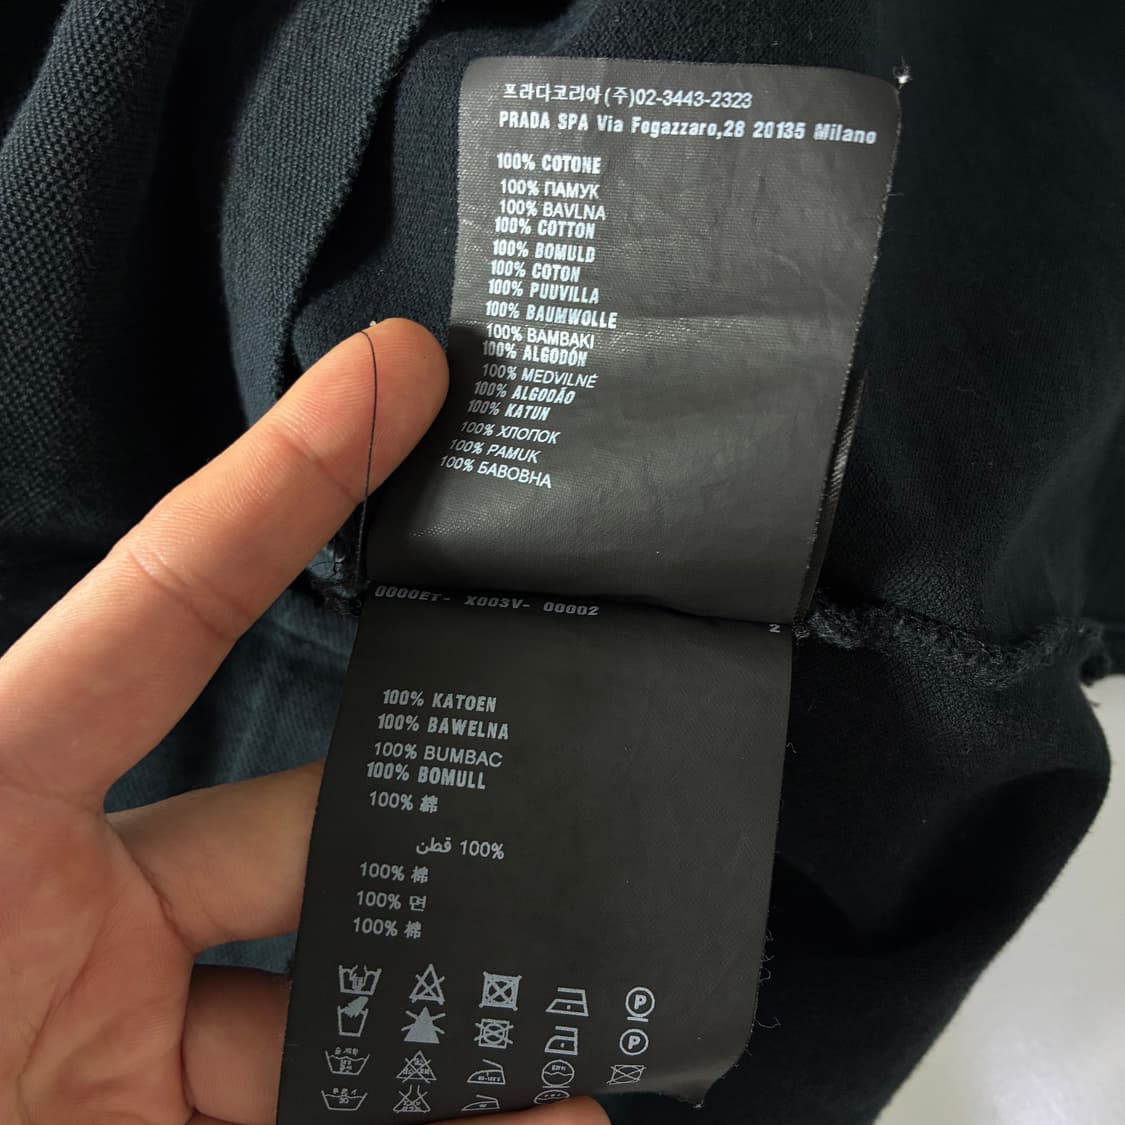 프라다코리아(주)02-3443-2323
PRADA SPA Via Fogazzaro,28 20135 Milano
100% COTONE
100% ПАМУК
100% BAVLNA
100% COTTON
100% BOMULD
100% COTON
100% PUUVILLA
100% BAUMWOLLE
100% BAMBAKI
100% ALGODÓN
100% MEDVILNÉ
100% ALGODÃO
100% KATUN
100% ХЛОПОК
100% PAMUK
100% БАВОВНА
0000ET- X003V- 00002
2
100% KATOEN
100% BAWELNA
100% BUMBAC
100% BOMULL
100% 綿
100% قطن
100% 棉
100% 면
100% 棉
P
P